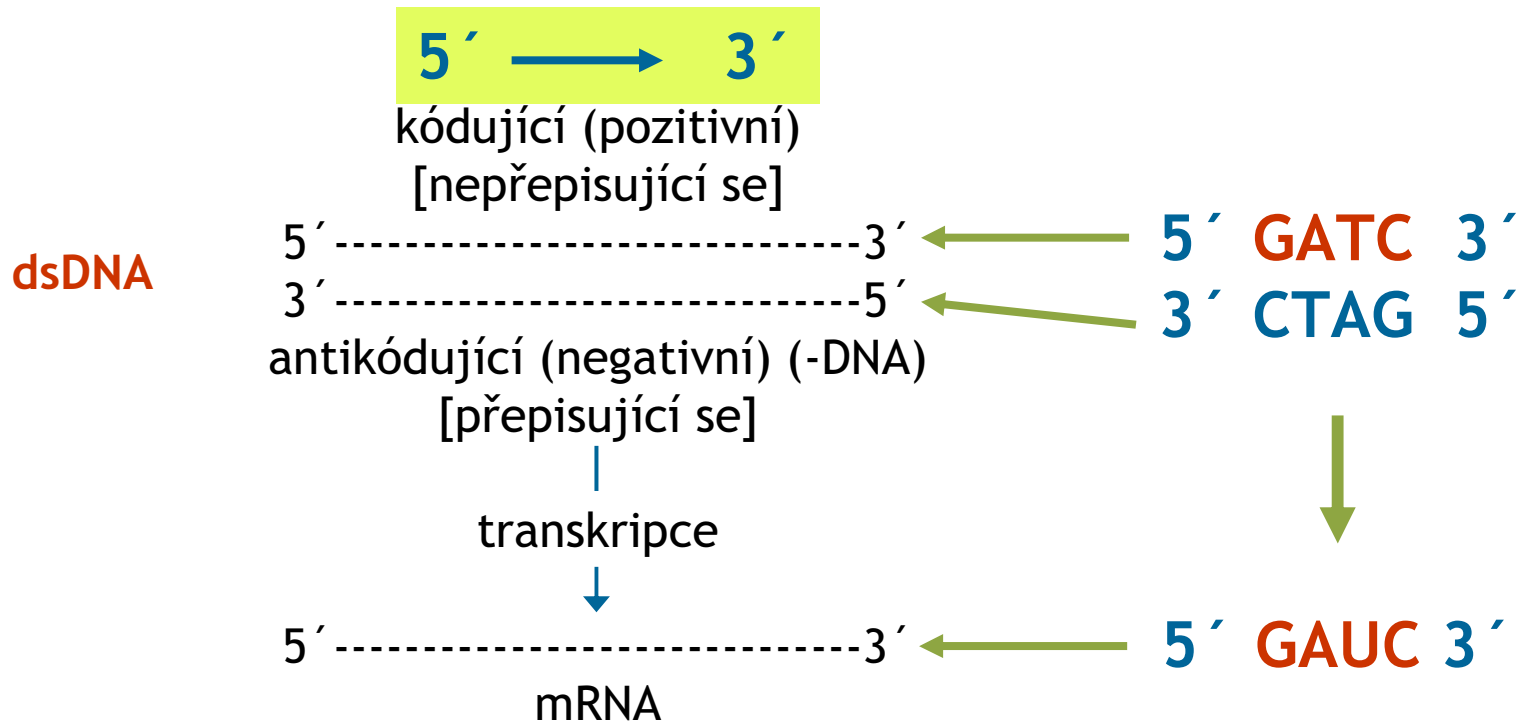 5´ 3´
kódující (pozitivní)
[nepřepisující se]
5´------------------------------3´
5´ GATC 3´
dsDNA
3´------------------------------5´
3´ CTAG 5´
antikódující (negativní) (-DNA)
[přepisující se]
transkripce
5´------------------------------3´
5´ GAUC 3´
mRNA